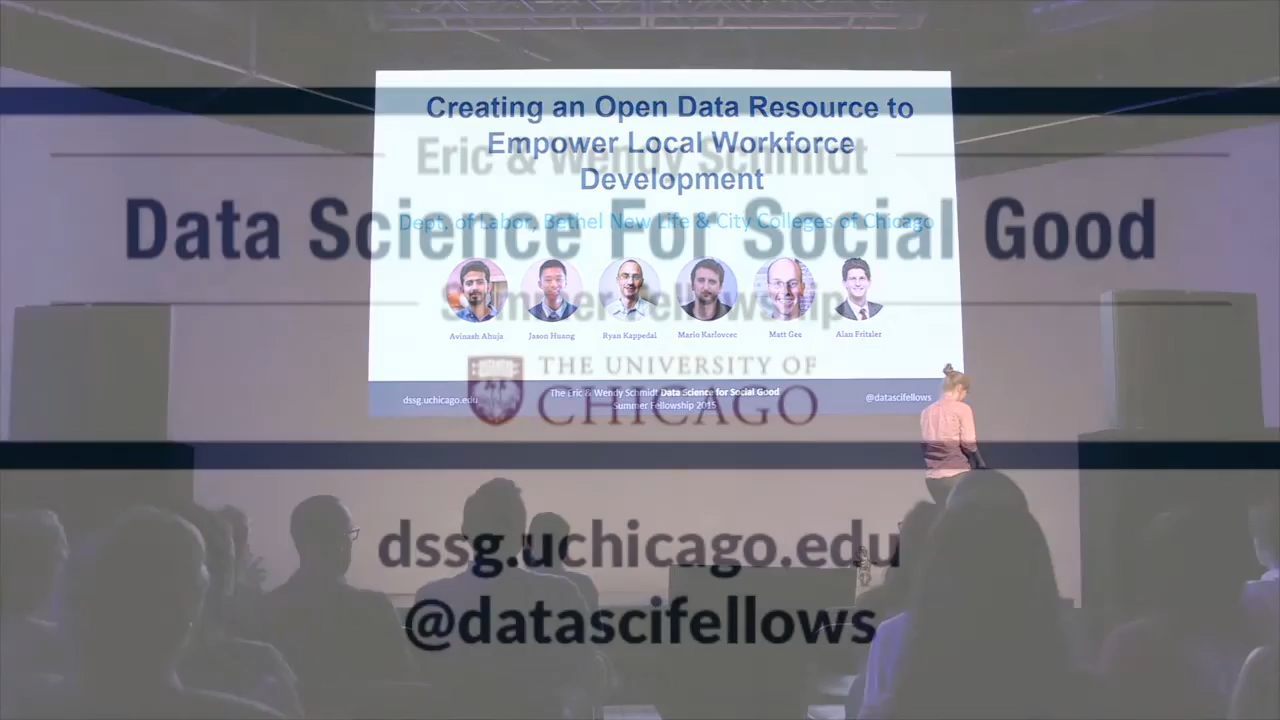 Creating an Open Data Resource to
Empower Local Workforce
Development
Dept. of Labor, Bethel New Life & City Colleges of Chicago
Avinash Ahuja
Jason Huang
Ryan Kappedal
Mario Karlovcec
Matt Gee
Alan Fritzler
dssg.uchicago.edu
The Eric & Wendy Schmidt Data Science for Social Good
Summer Fellowship 2015
@datascifellows
Eric & Wendy Schmidt
Data Science For Social Good
Summer Fellowship
THE UNIVERSITY OF
CHICAGO
dssg.uchicago.edu
@datascifellows